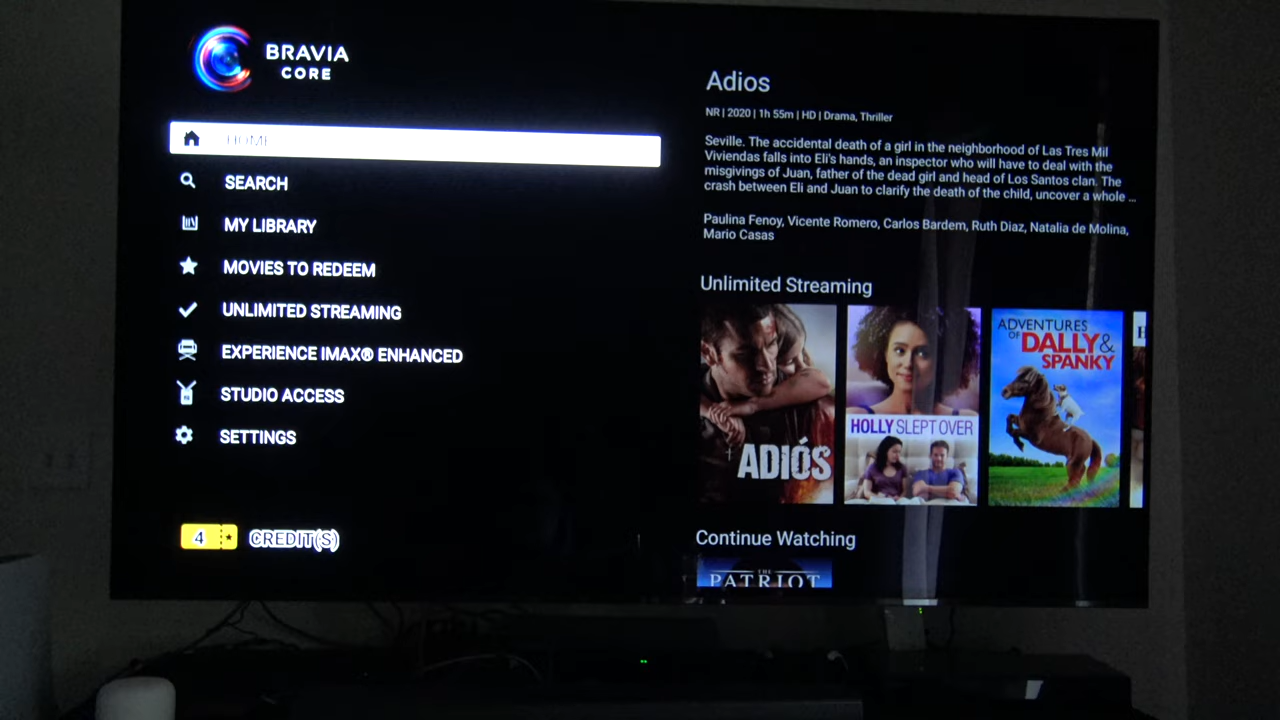 BRAVIA
CORE
HOME
SEARCH
MY LIBRARY
MOVIES TO REDEEM
UNLIMITED STREAMING
EXPERIENCE IMAX® ENHANCED
STUDIO ACCESS
SETTINGS
4 CREDIT(S)
Adios
NR | 2020 | 1h 55m | HD | Drama, Thriller
Seville. The accidental death of a girl in the neighborhood of Las Tres Mil
Viviendas falls into Eli's hands, an inspector who will have to deal with the
misgivings of Juan, father of the dead girl and head of Los Santos clan. The
crash between Eli and Juan to clarify the death of the child, uncover a whole ...
Paulina Fenoy, Vicente Romero, Carlos Bardem, Ruth Diaz, Natalia de Molina,
Mario Casas
Unlimited Streaming
ADIÓS
HOLLY SLEPT OVER
ADVENTURES
OF DALLY &
SPANKY
Continue Watching
THE
PATRIOT